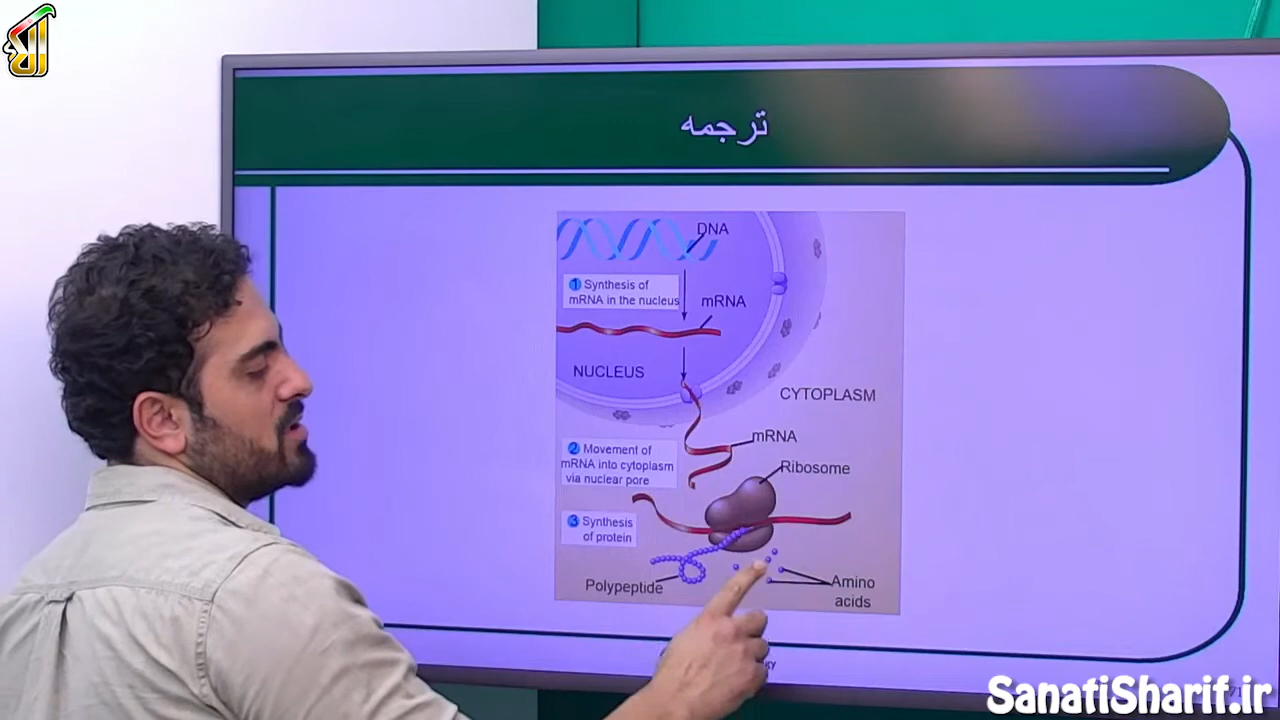 آلاء
ترجمه
DNA
1 Synthesis of
mRNA in the nucleus
mRNA
NUCLEUS
CYTOPLASM
mRNA
2 Movement of
mRNA into cytoplasm
via nuclear pore
Ribosome
3 Synthesis
of protein
Polypeptide
Amino
acids
SanatiSharif.ir